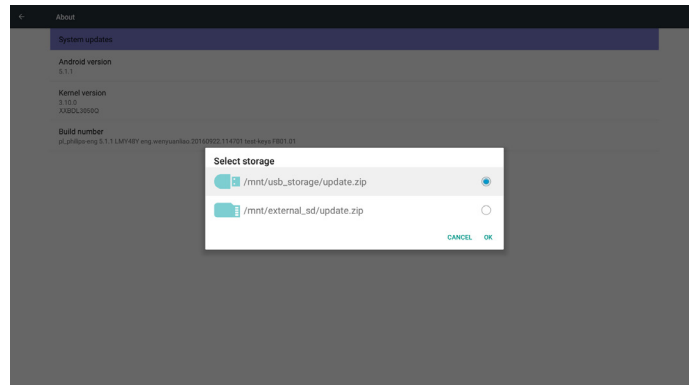 About
System updates
Android version
5.1.1
Kernel version
3.10.0
Build number
Select storage
/mnt/usb_storage/update.zip
/mnt/external_sd/update.zip
CANCEL OK